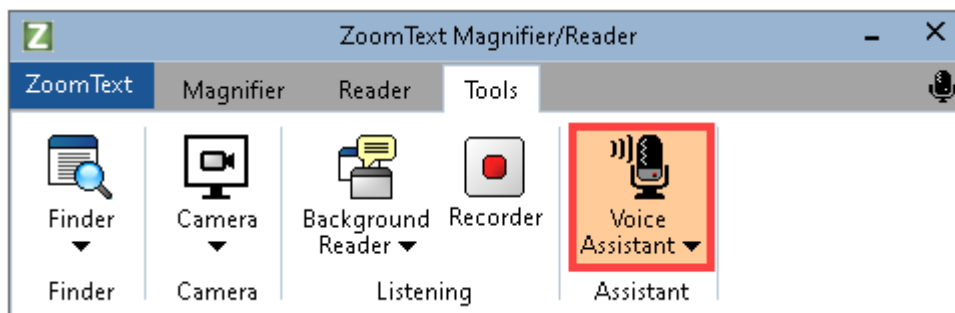 Z ZoomText Magnifier/Reader
ZoomText Magnifier Reader Tools
Finder Camera Background Reader Recorder Voice Assistant
Finder Camera Listening Assistant